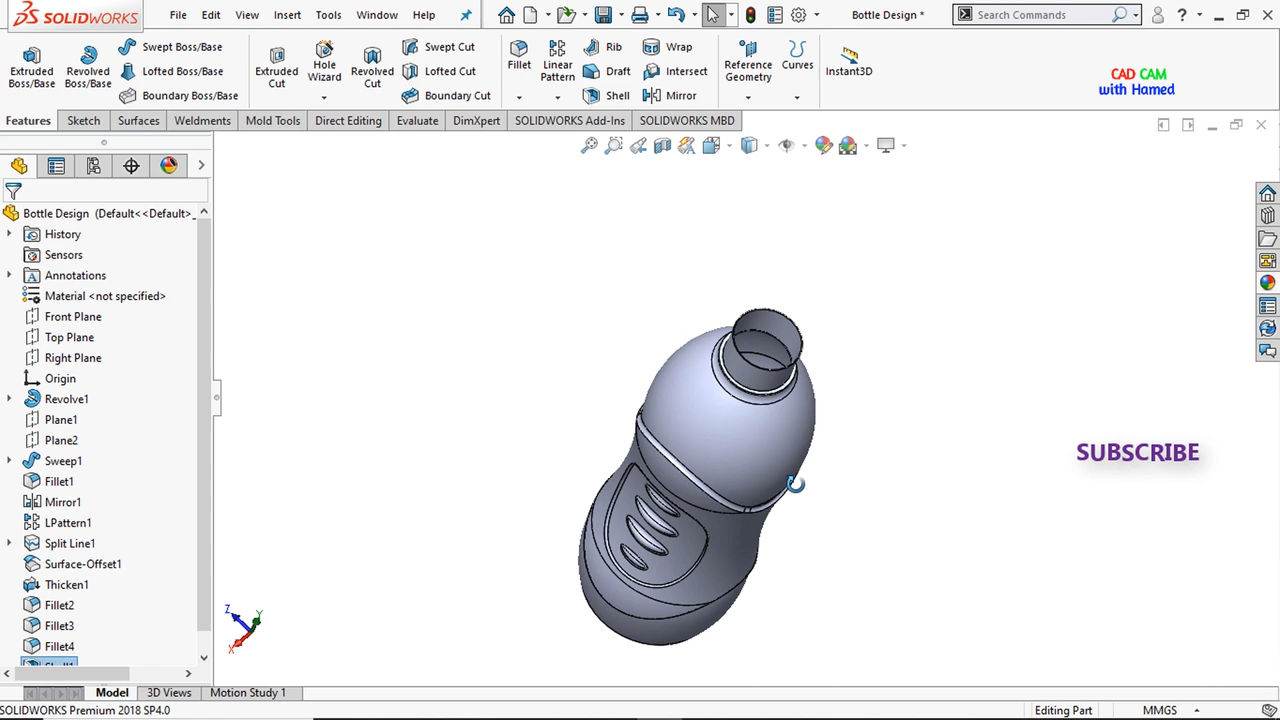 SOLIDWORKS
File Edit View Insert Tools Window Help
Bottle Design *
Search Commands
Extruded Boss/Base
Revolved Boss/Base
Swept Boss/Base
Lofted Boss/Base
Boundary Boss/Base
Extruded Cut
Hole Wizard
Revolved Cut
Swept Cut
Lofted Cut
Boundary Cut
Fillet
Linear Pattern
Rib
Draft
Shell
Wrap
Intersect
Mirror
Reference Geometry
Curves
Instant3D
CAD CAM
with Hamed
Features Sketch Surfaces Weldments Mold Tools Direct Editing Evaluate DimXpert SOLIDWORKS Add-Ins SOLIDWORKS MBD
Bottle Design (Default<<Default>_
History
Sensors
Annotations
Material <not specified>
Front Plane
Top Plane
Right Plane
Origin
Revolve1
Plane1
Plane2
Sweep1
Fillet1
Mirror1
LPattern1
Split Line1
Surface-Offset1
Thicken1
Fillet2
Fillet3
Fillet4
Shell1
SUBSCRIBE
Z
Y
X
Model 3D Views Motion Study 1
SOLIDWORKS Premium 2018 SP4.0
Editing Part
MMGS